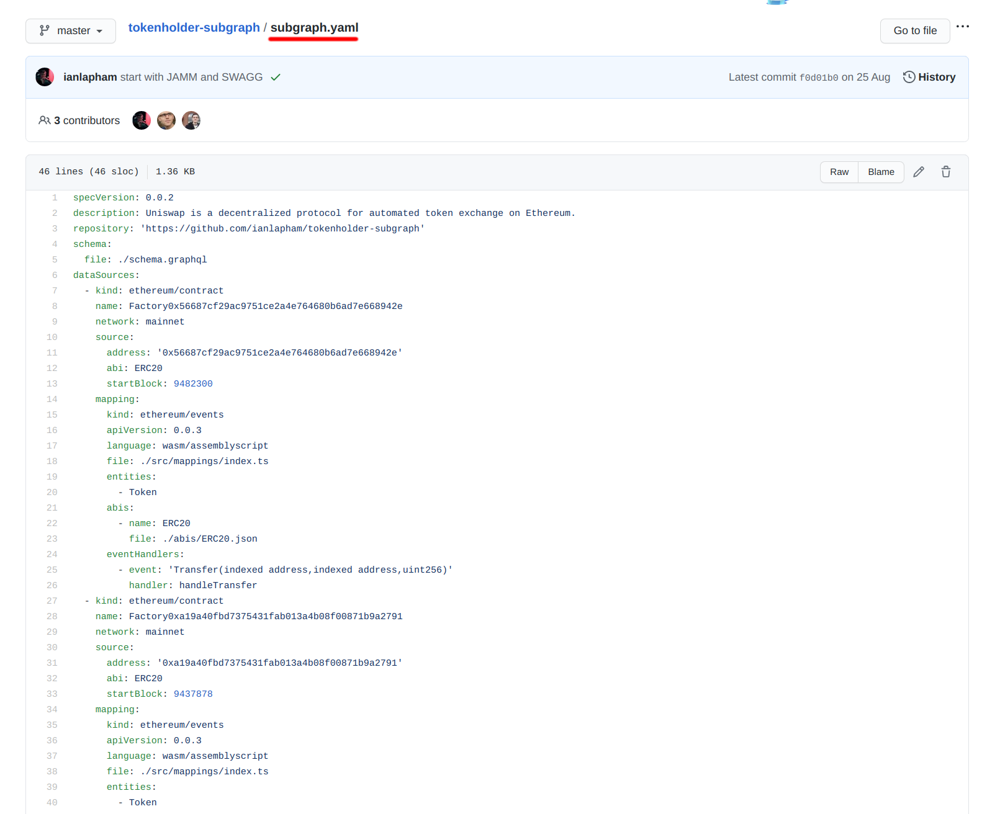 master
tokenholder-subgraph / subgraph.yaml
Go to file
ianlapham start with JAMM and SWAGG
Latest commit f0d01b0 on 25 Aug
History
3 contributors
46 lines (46 sloc) 1.36 KB
Raw
Blame
1 specVersion: 0.0.2
2 description: Uniswap is a decentralized protocol for automated token exchange on Ethereum.
3 repository: 'https://github.com/ianlapham/tokenholder-subgraph'
4 schema:
5   file: ./schema.graphql
6 dataSources:
7   - kind: ethereum/contract
8     name: Factory0x56687cf29ac9751ce2a4e764680b6ad7e668942e
9     network: mainnet
10     source:
11       address: '0x56687cf29ac9751ce2a4e764680b6ad7e668942e'
12       abi: ERC20
13       startBlock: 9482300
14     mapping:
15       kind: ethereum/events
16       apiVersion: 0.0.3
17       language: wasm/assemblyscript
18       file: ./src/mappings/index.ts
19       entities:
20         - Token
21       abis:
22         - name: ERC20
23           file: ./abis/ERC20.json
24       eventHandlers:
25         - event: 'Transfer(indexed address,indexed address,uint256)'
26           handler: handleTransfer
27   - kind: ethereum/contract
28     name: Factory0xa19a40fbd7375431fab013a4b08f00871b9a2791
29     network: mainnet
30     source:
31       address: '0xa19a40fbd7375431fab013a4b08f00871b9a2791'
32       abi: ERC20
33       startBlock: 9437878
34     mapping:
35       kind: ethereum/events
36       apiVersion: 0.0.3
37       language: wasm/assemblyscript
38       file: ./src/mappings/index.ts
39       entities:
40         - Token